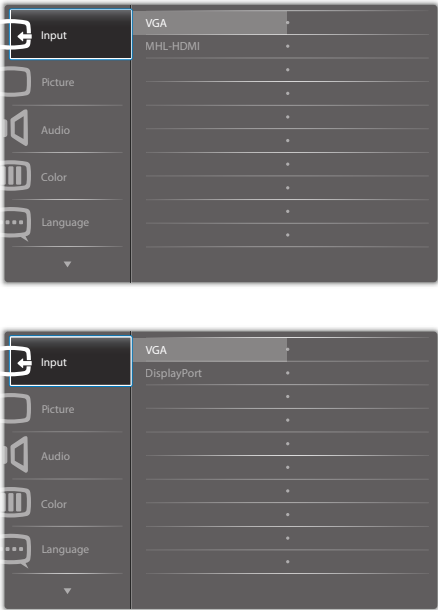 Input
Picture
Audio
Color
Language
VGA
MHL-HDMI
Input
Picture
Audio
Color
Language
VGA
DisplayPort